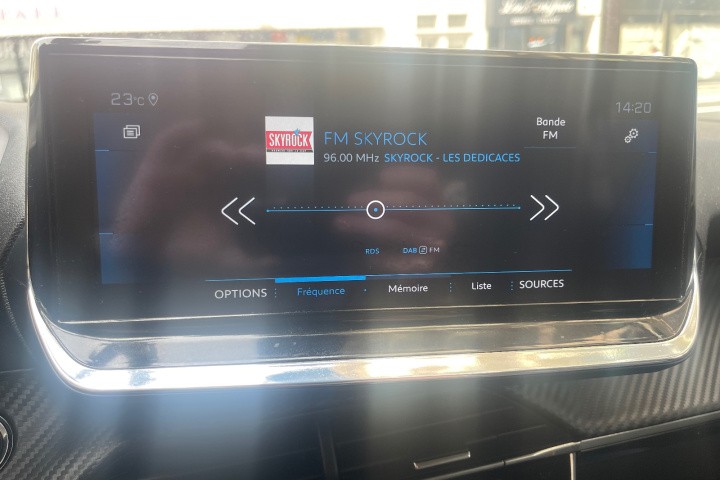 23°C 14:20
SKYROCK
FM SKYROCK
Bande
FM
96.00 MHz SKYROCK - LES DEDICACES
RDS DAB FM
OPTIONS Fréquence Mémoire Liste SOURCES